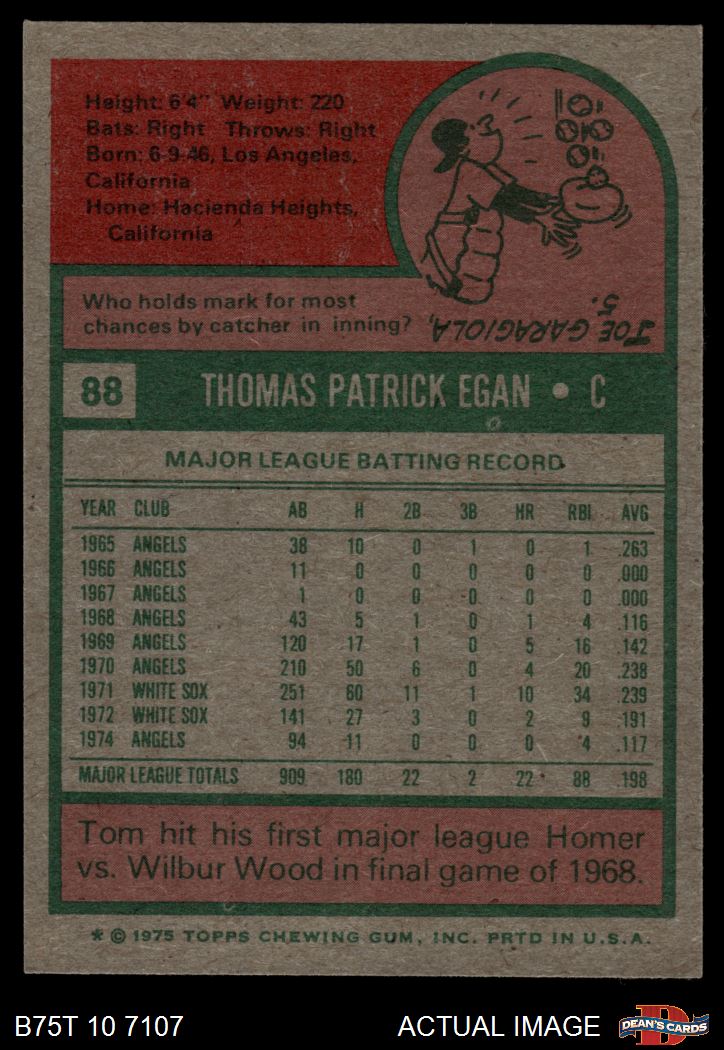 Height: 6'4" Weight: 220
Bats: Right Throws: Right
Born: 6-9-46, Los Angeles,
California
Home: Hacienda Heights,
California
Who holds mark for most
chances by catcher in inning?
JOE GARAGIOLA,
5.
88 THOMAS PATRICK EGAN • C
MAJOR LEAGUE BATTING RECORD
YEAR CLUB AB H 2B 3B HR RBI AVG
1965 ANGELS 38 10 0 1 0 1 .263
1966 ANGELS 11 0 0 0 0 0 .000
1967 ANGELS 1 0 0 0 0 0 .000
1968 ANGELS 43 5 1 0 1 4 .116
1969 ANGELS 120 17 1 0 5 16 .142
1970 ANGELS 210 50 6 0 4 20 .238
1971 WHITE SOX 251 60 11 1 10 34 .239
1972 WHITE SOX 141 27 3 0 2 9 .191
1974 ANGELS 94 11 0 0 0 4 .117
MAJOR LEAGUE TOTALS 909 180 22 2 22 88 .198
Tom hit his first major league Homer
vs. Wilbur Wood in final game of 1968.
* © 1975 TOPPS CHEWING GUM, INC. PRTD IN U.S.A.
B75T 10 7107 ACTUAL IMAGE D DEAN'S CARDS